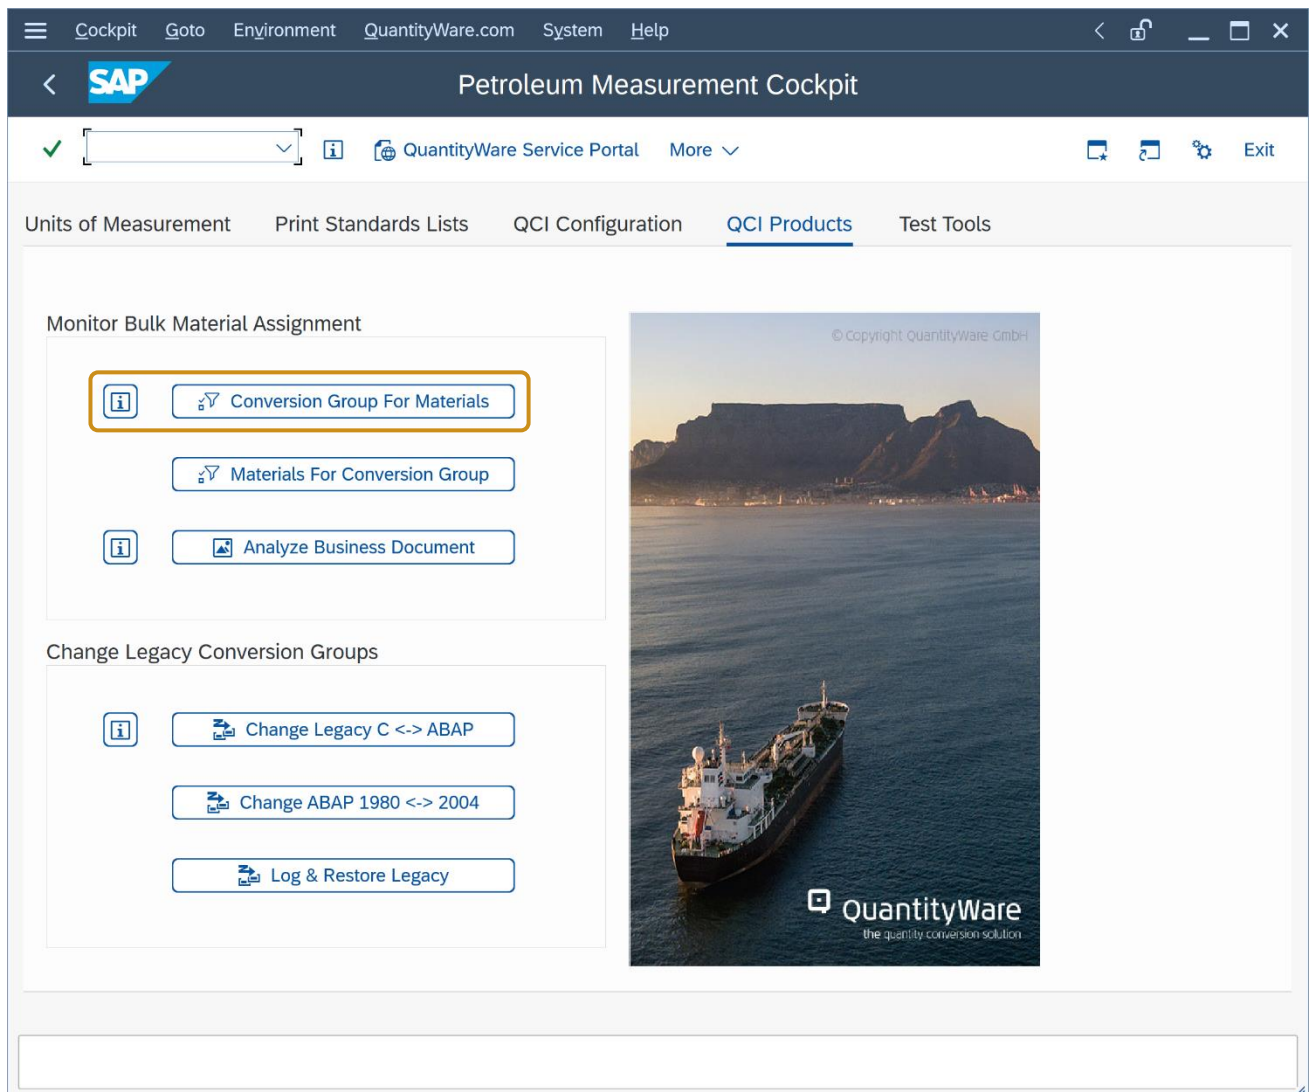 Cockpit Goto Environment QuantityWare.com System Help
SAP Petroleum Measurement Cockpit
QuantityWare Service Portal More Exit
Units of Measurement Print Standards Lists QCI Configuration QCI Products Test Tools
Monitor Bulk Material Assignment
© Copyright QuantityWare GmbH
Conversion Group For Materials
Materials For Conversion Group
Analyze Business Document
Change Legacy Conversion Groups
Change Legacy C <-> ABAP
Change ABAP 1980 <-> 2004
Log & Restore Legacy
QuantityWare
the quantity conversion solution